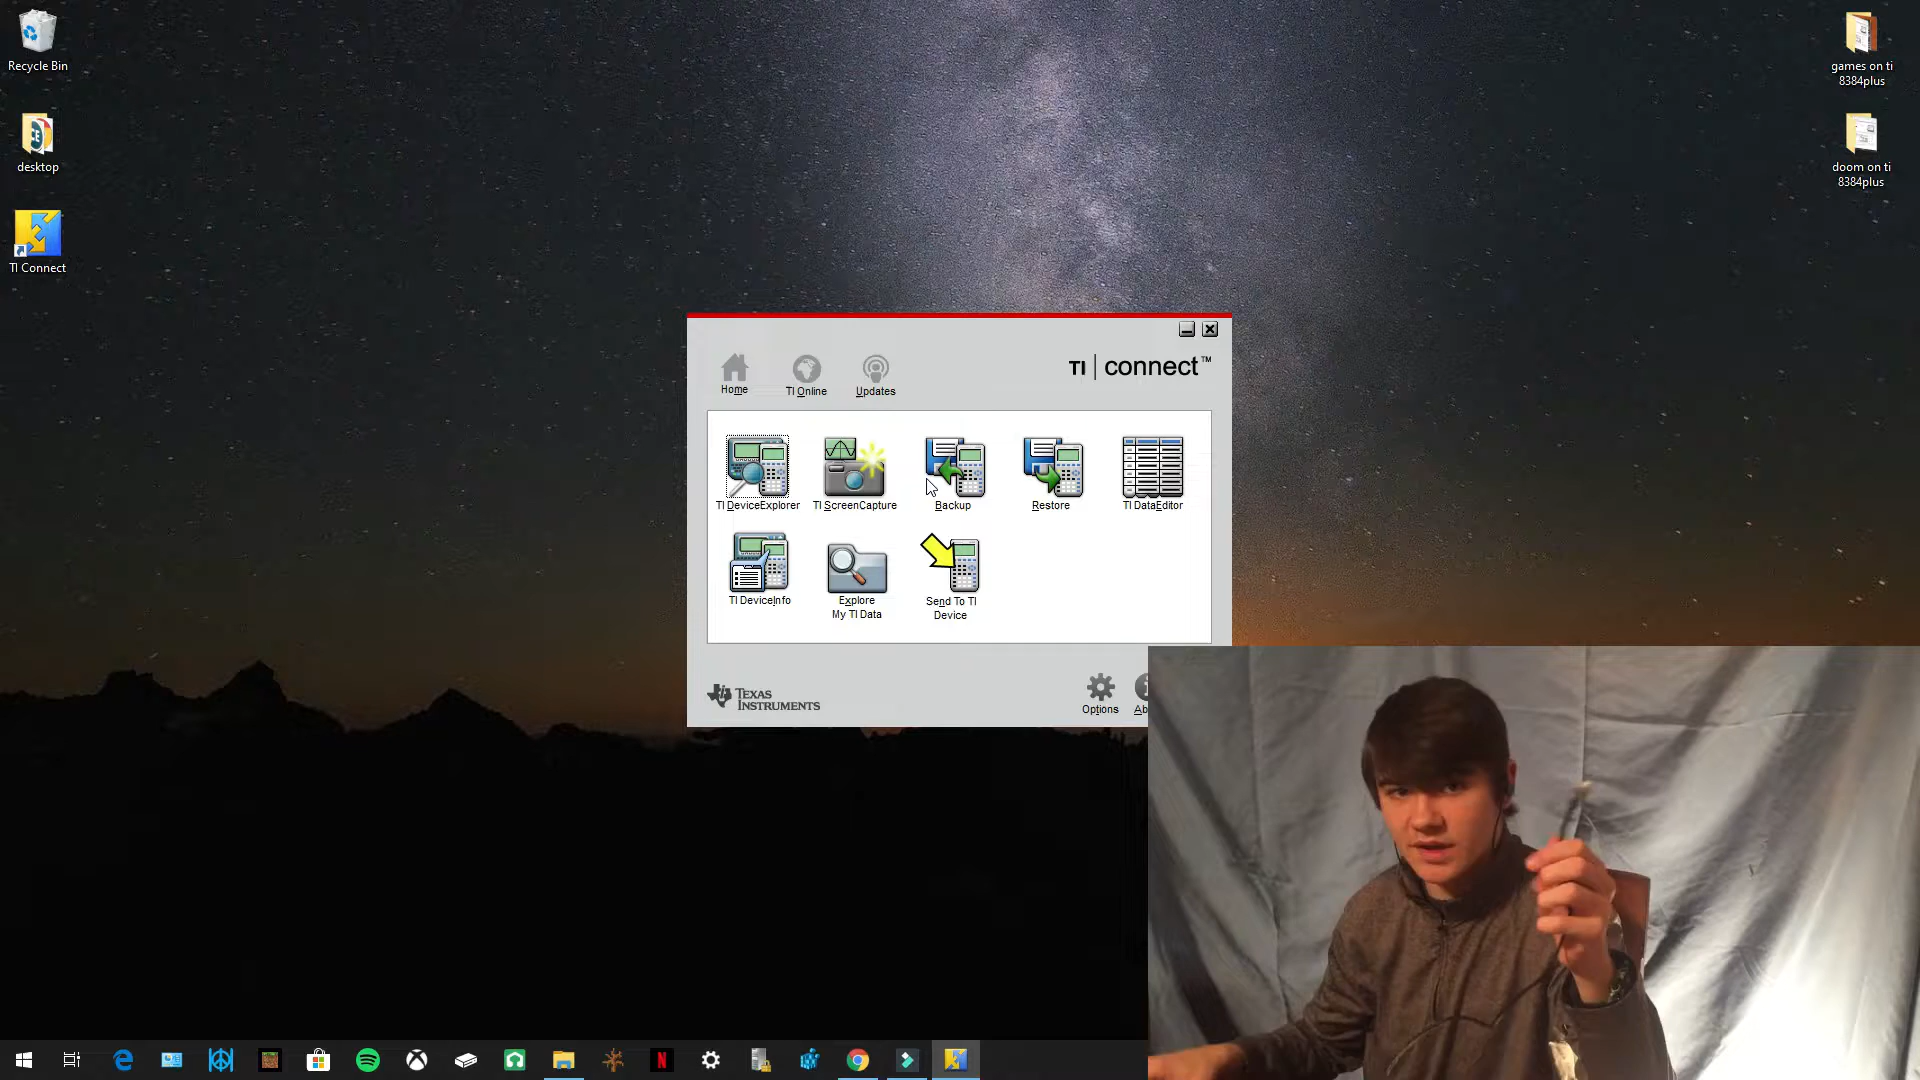 Recycle Bin
desktop
TI Connect
games on ti
8384plus
doom on ti
8384plus
Home
TI Online
Updates
TI connect™
TI DeviceExplorer
TI ScreenCapture
Backup
Restore
TI DataEditor
TI DeviceInfo
Explore
My TI Data
Send To TI
Device
TEXAS
INSTRUMENTS
Options
Ab
N